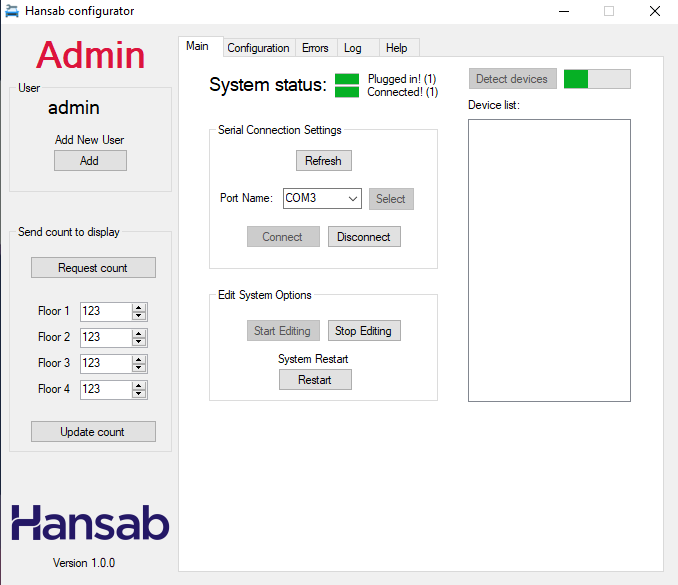 Hansab configurator
Admin
User
admin
Add New User
Add
Send count to display
Request count
Floor 1 123
Floor 2 123
Floor 3 123
Floor 4 123
Update count
Hansab
Version 1.0.0
Main Configuration Errors Log Help
System status:
Plugged in! (1)
Connected! (1)
Serial Connection Settings
Refresh
Port Name: COM3 Select
Connect Disconnect
Edit System Options
Start Editing Stop Editing
System Restart
Restart
Detect devices
Device list: